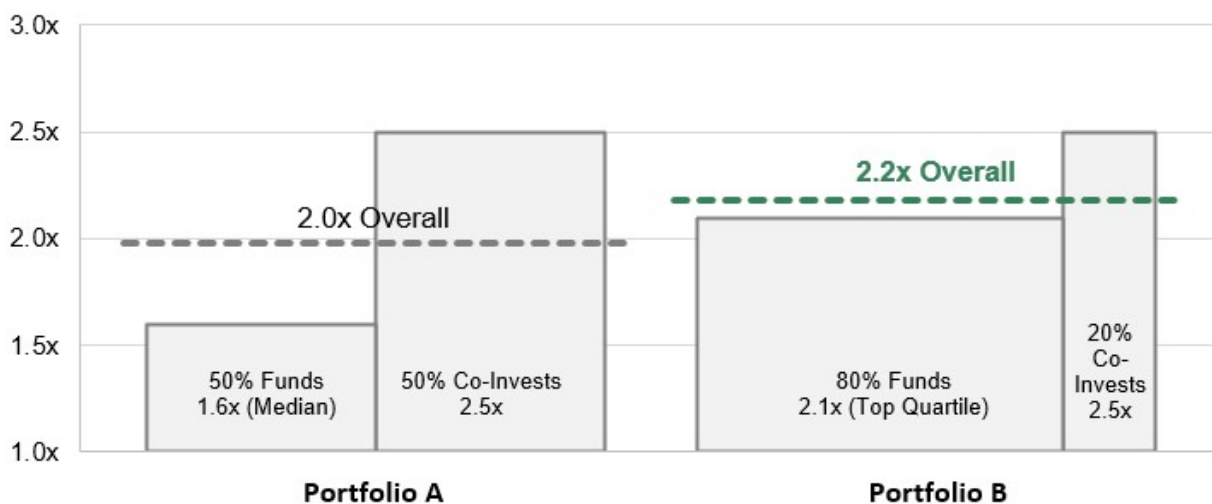 3.0x
2.5x
2.0x
1.5x
1.0x
2.0x Overall
50% Funds
1.6x (Median)
50% Co-Invests
2.5x
Portfolio A
2.2x Overall
80% Funds
2.1x (Top Quartile)
20%
Co-
Invests
2.5x
Portfolio B